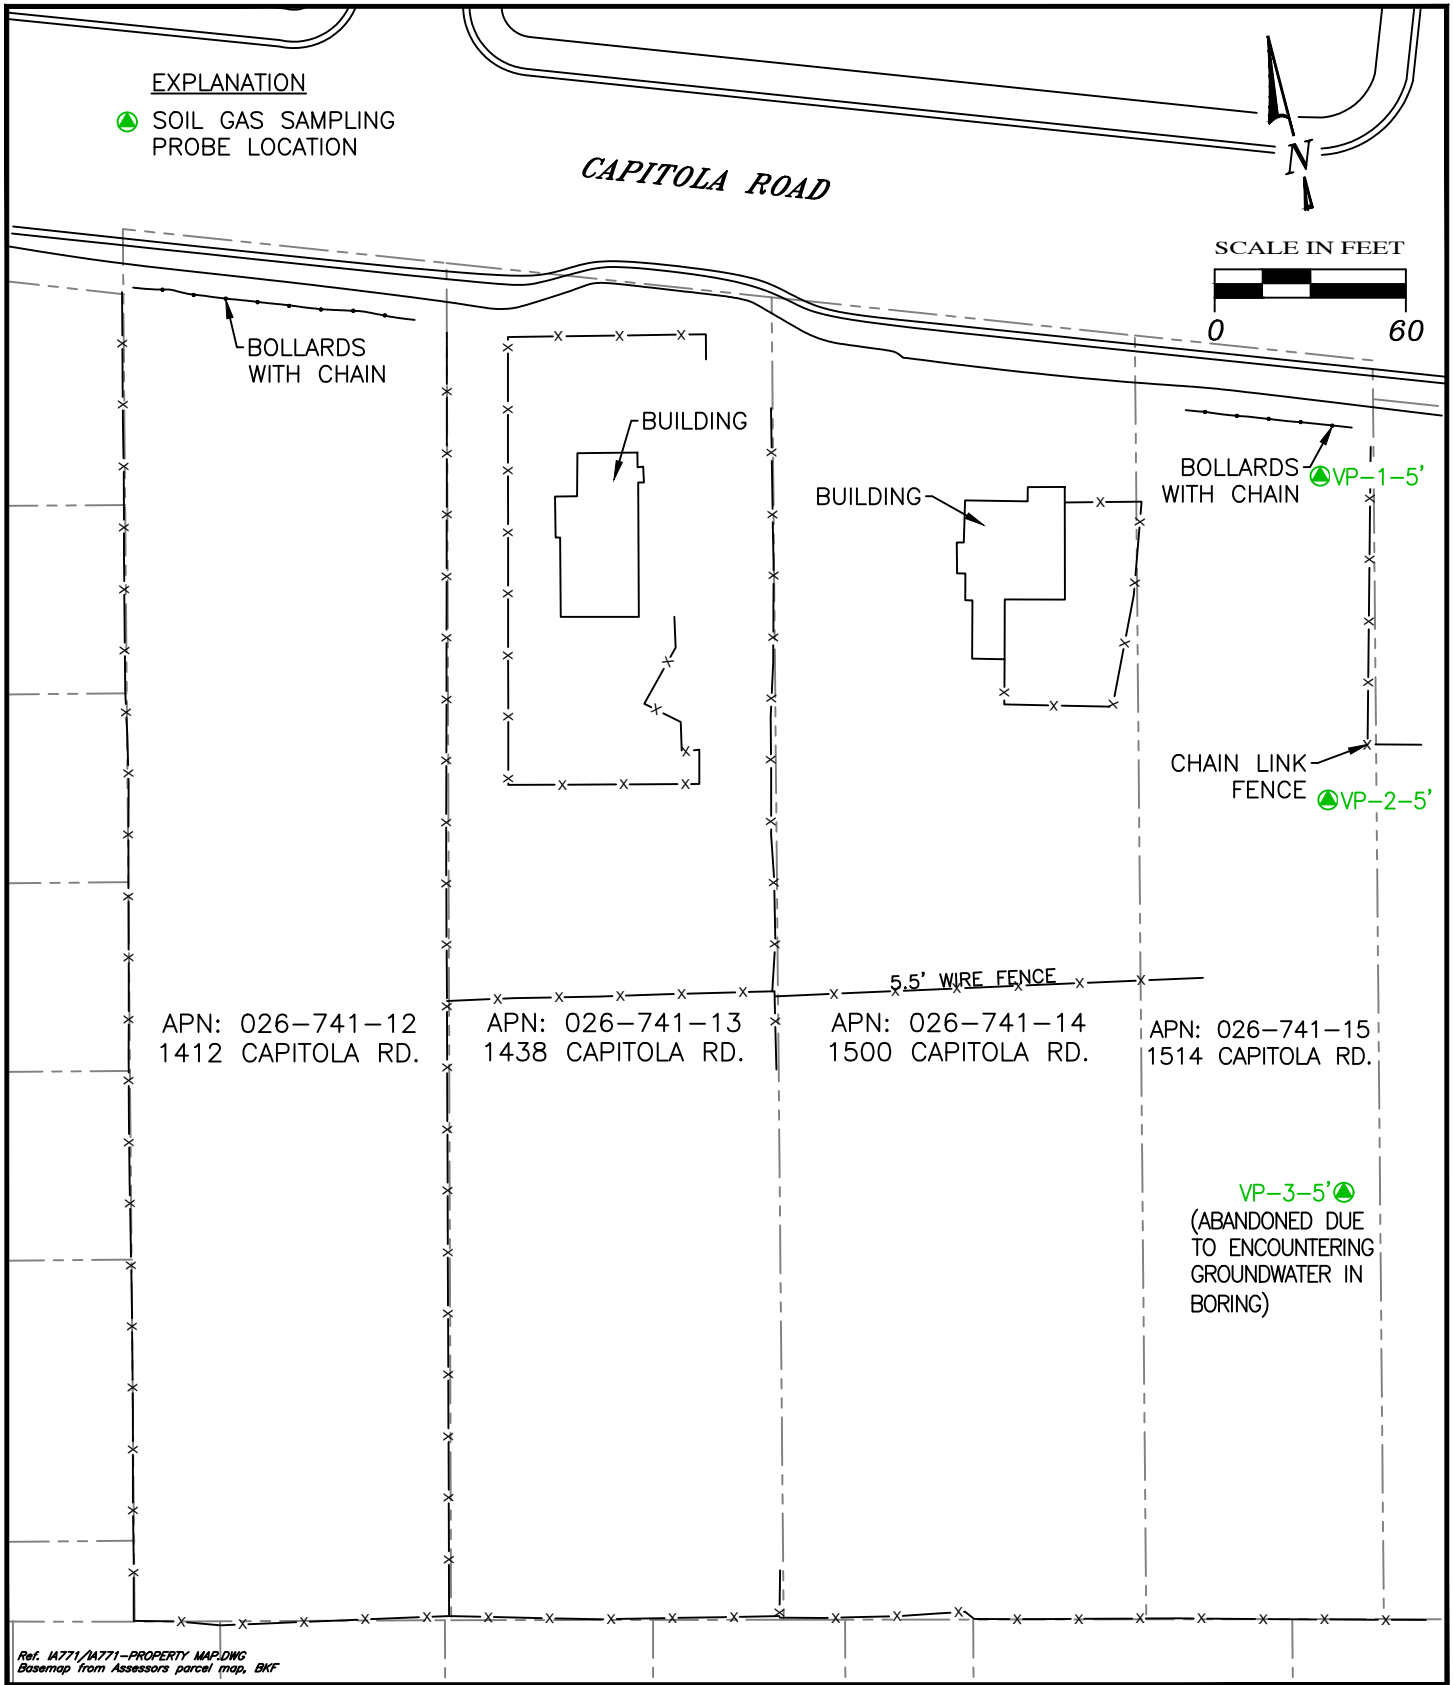 EXPLANATION
SOIL GAS SAMPLING
PROBE LOCATION
CAPITOLA ROAD
N
SCALE IN FEET
0 60
BOLLARDS
WITH CHAIN
BUILDING
BUILDING
BOLLARDS
WITH CHAIN
VP-1-5'
CHAIN LINK
FENCE
VP-2-5'
5.5' WIRE FENCE
APN: 026-741-12
1412 CAPITOLA RD.
APN: 026-741-13
1438 CAPITOLA RD.
APN: 026-741-14
1500 CAPITOLA RD.
APN: 026-741-15
1514 CAPITOLA RD.
VP-3-5'
(ABANDONED DUE
TO ENCOUNTERING
GROUNDWATER IN
BORING)
Ref. IA771/IA771-PROPERTY MAP.DWG
Basemap from Assessors parcel map, BKF